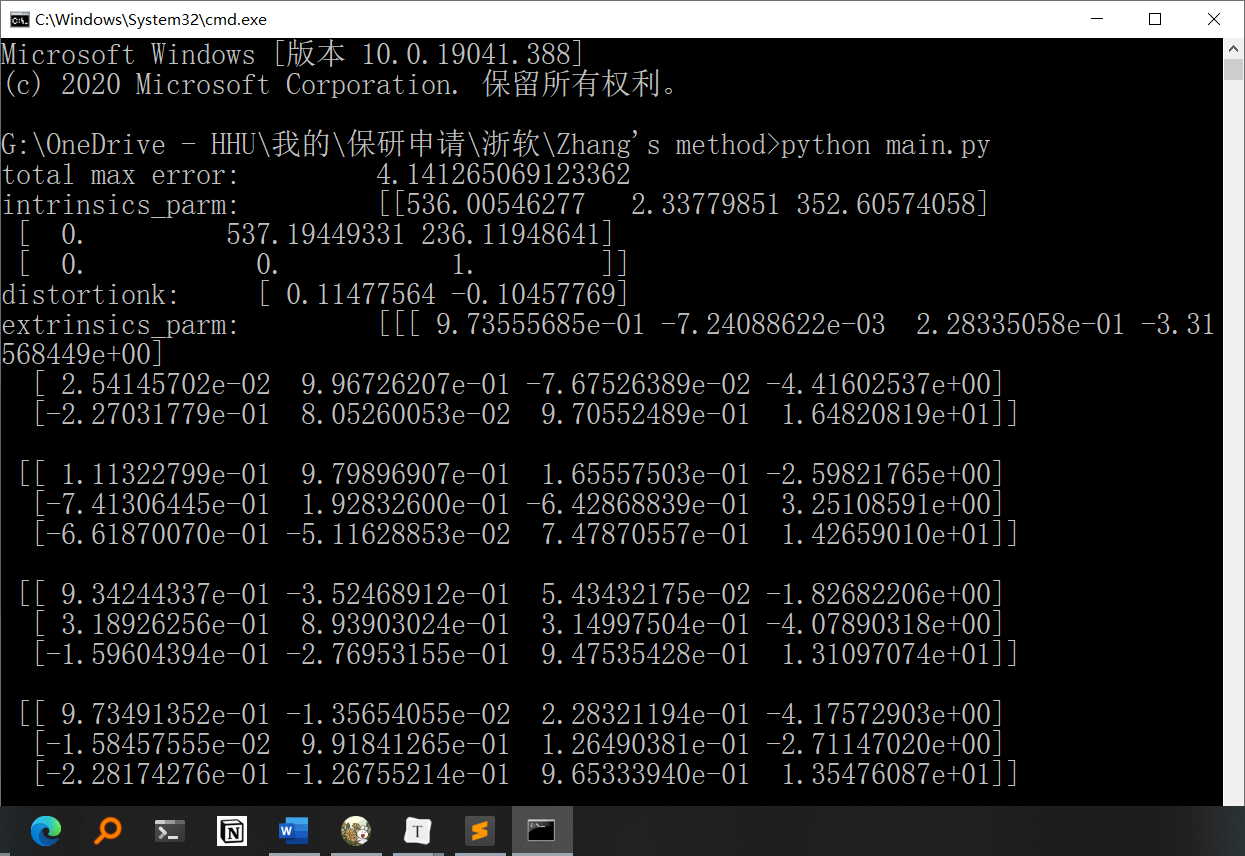 C:\Windows\System32\cmd.exe
Microsoft Windows [版本 10.0.19041.388]
(c) 2020 Microsoft Corporation. 保留所有权利。
G:\OneDrive - HHU\我的\保研申请\浙软\Zhang's method>python main.py
total max error:         4.141265069123362
intrinsics_parm:         [[536.00546277   2.33779851 352.60574058]
 [  0.         537.19449331 236.11948641]
 [  0.           0.           1.        ]]
distortionk:     [ 0.11477564 -0.10457769]
extrinsics_parm:         [[[ 9.73555685e-01 -7.24088622e-03  2.28335058e-01 -3.31
568449e+00]
  [ 2.54145702e-02  9.96726207e-01 -7.67526389e-02 -4.41602537e+00]
  [-2.27031779e-01  8.05260053e-02  9.70552489e-01  1.64820819e+01]]
 [[ 1.11322799e-01  9.79896907e-01  1.65557503e-01 -2.59821765e+00]
  [-7.41306445e-01  1.92832600e-01 -6.42868839e-01  3.25108591e+00]
  [-6.61870070e-01 -5.11628853e-02  7.47870557e-01  1.42659010e+01]]
 [[ 9.34244337e-01 -3.52468912e-01  5.43432175e-02 -1.82682206e+00]
  [ 3.18926256e-01  8.93903024e-01  3.14997504e-01 -4.07890318e+00]
  [-1.59604394e-01 -2.76953155e-01  9.47535428e-01  1.31097074e+01]]
 [[ 9.73491352e-01 -1.35654055e-02  2.28321194e-01 -4.17572903e+00]
  [-1.58457555e-02  9.91841265e-01  1.26490381e-01 -2.71147020e+00]
  [-2.28174276e-01 -1.26755214e-01  9.65333940e-01  1.35476087e+01]]